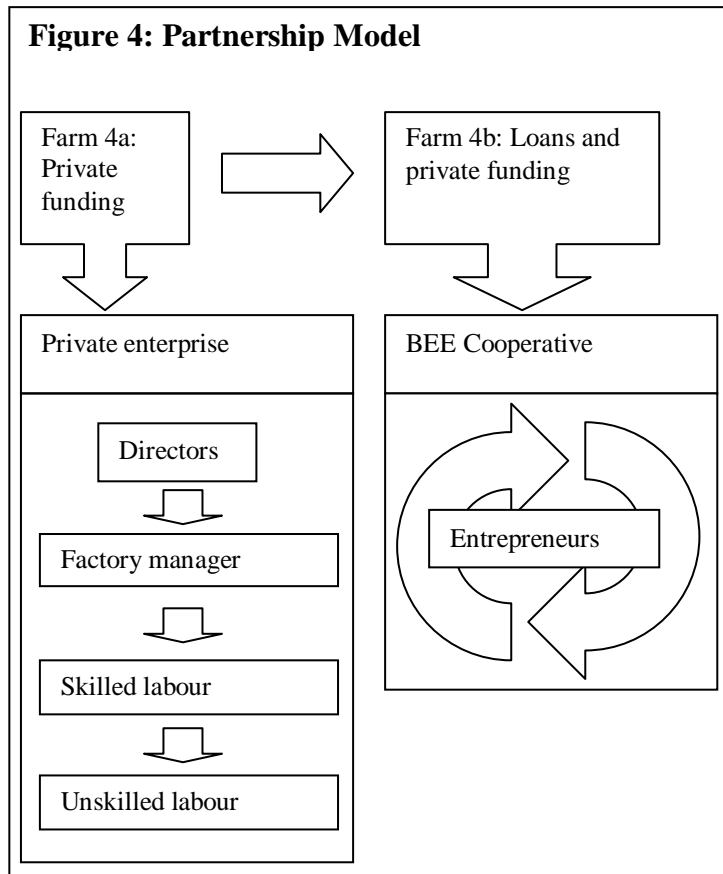 Figure 4: Partnership Model
Farm 4a:
Private
funding
Farm 4b: Loans and
private funding
Private enterprise
BEE Cooperative
Directors
Factory manager
Skilled labour
Unskilled labour
Entrepreneurs